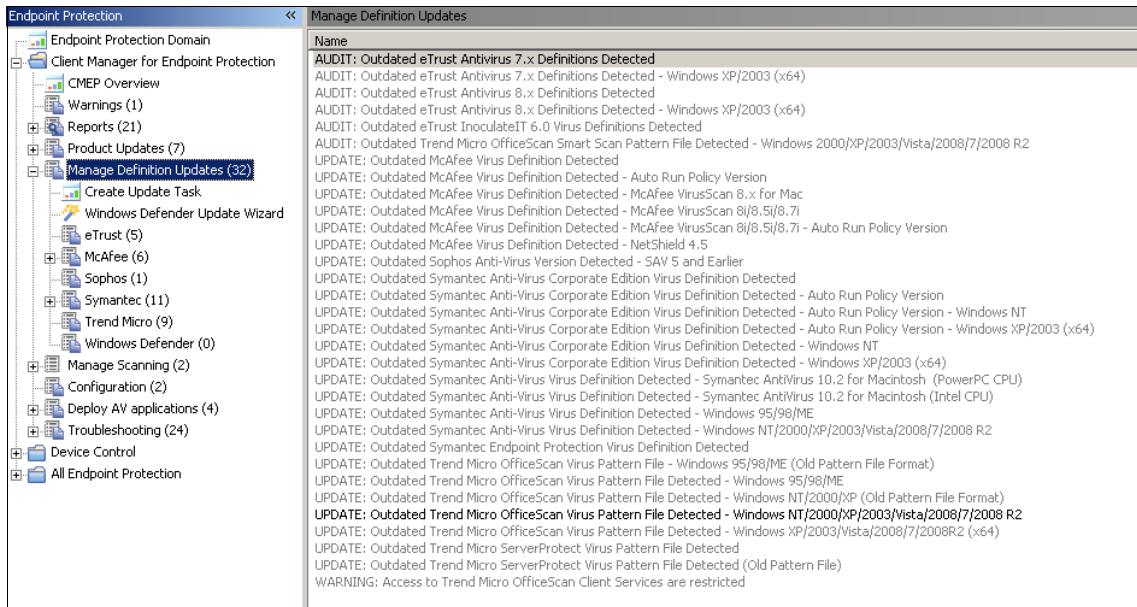 Endpoint Protection
Endpoint Protection Domain
Client Manager for Endpoint Protection
CMEP Overview
Warnings (1)
Reports (21)
Product Updates (7)
Manage Definition Updates (32)
Create Update Task
Windows Defender Update Wizard
eTrust (5)
McAfee (6)
Sophos (1)
Symantec (11)
Trend Micro (9)
Windows Defender (0)
Manage Scanning (2)
Configuration (2)
Deploy AV applications (4)
Troubleshooting (24)
Device Control
All Endpoint Protection
Manage Definition Updates
Name
AUDIT: Outdated eTrust Antivirus 7.x Definitions Detected
AUDIT: Outdated eTrust Antivirus 7.x Definitions Detected - Windows XP/2003 (x64)
AUDIT: Outdated eTrust Antivirus 8.x Definitions Detected
AUDIT: Outdated eTrust Antivirus 8.x Definitions Detected - Windows XP/2003 (x64)
AUDIT: Outdated eTrust InoculateIT 6.0 Virus Definitions Detected
AUDIT: Outdated Trend Micro OfficeScan Smart Scan Pattern File Detected - Windows 2000/XP/2003/Vista/2008/7/2008 R2
UPDATE: Outdated McAfee Virus Definition Detected
UPDATE: Outdated McAfee Virus Definition Detected - Auto Run Policy Version
UPDATE: Outdated McAfee Virus Definition Detected - McAfee VirusScan 8.x for Mac
UPDATE: Outdated McAfee Virus Definition Detected - McAfee VirusScan 8i/8.5i/8.7i
UPDATE: Outdated McAfee Virus Definition Detected - McAfee VirusScan 8i/8.5i/8.7i - Auto Run Policy Version
UPDATE: Outdated McAfee Virus Definition Detected - NetShield 4.5
UPDATE: Outdated Sophos Anti-Virus Version Detected - SAV 5 and Earlier
UPDATE: Outdated Symantec Anti-Virus Corporate Edition Virus Definition Detected
UPDATE: Outdated Symantec Anti-Virus Corporate Edition Virus Definition Detected - Auto Run Policy Version
UPDATE: Outdated Symantec Anti-Virus Corporate Edition Virus Definition Detected - Auto Run Policy Version - Windows NT
UPDATE: Outdated Symantec Anti-Virus Corporate Edition Virus Definition Detected - Auto Run Policy Version - Windows XP/2003 (x64)
UPDATE: Outdated Symantec Anti-Virus Corporate Edition Virus Definition Detected - Windows NT
UPDATE: Outdated Symantec Anti-Virus Corporate Edition Virus Definition Detected - Windows XP/2003 (x64)
UPDATE: Outdated Symantec Anti-Virus Virus Definition Detected - Symantec AntiVirus 10.2 for Macintosh (PowerPC CPU)
UPDATE: Outdated Symantec Anti-Virus Virus Definition Detected - Symantec AntiVirus 10.2 for Macintosh (Intel CPU)
UPDATE: Outdated Symantec Anti-Virus Virus Definition Detected - Windows 95/98/ME
UPDATE: Outdated Symantec Anti-Virus Virus Definition Detected - Windows NT/2000/XP/2003/Vista/2008/7/2008 R2
UPDATE: Outdated Symantec Endpoint Protection Virus Definition Detected
UPDATE: Outdated Trend Micro OfficeScan Virus Pattern File - Windows 95/98/ME (Old Pattern File Format)
UPDATE: Outdated Trend Micro OfficeScan Virus Pattern File Detected - Windows 95/98/ME
UPDATE: Outdated Trend Micro OfficeScan Virus Pattern File Detected - Windows NT/2000/XP (Old Pattern File Format)
UPDATE: Outdated Trend Micro OfficeScan Virus Pattern File Detected - Windows NT/2000/XP/2003/Vista/2008/7/2008 R2
UPDATE: Outdated Trend Micro OfficeScan Virus Pattern File Detected - Windows XP/2003/Vista/2008/7/2008R2 (x64)
UPDATE: Outdated Trend Micro ServerProtect Virus Pattern File Detected
UPDATE: Outdated Trend Micro ServerProtect Virus Pattern File Detected (Old Pattern File)
WARNING: Access to Trend Micro OfficeScan Client Services are restricted